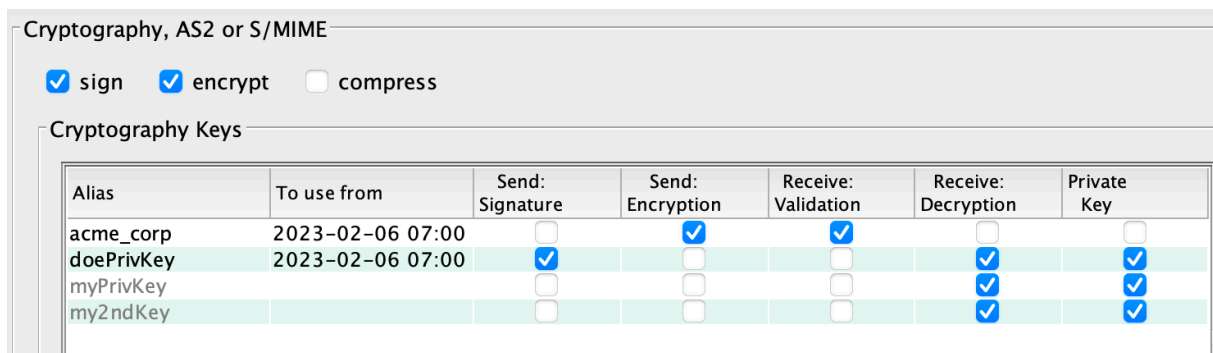 Cryptography, AS2 or S/MIME
sign encrypt compress
Cryptography Keys
Alias To use from Send: Signature Send: Encryption Receive: Validation Receive: Decryption Private Key
acme_corp 2023-02-06 07:00
doePrivKey 2023-02-06 07:00
myPrivKey
my2ndKey